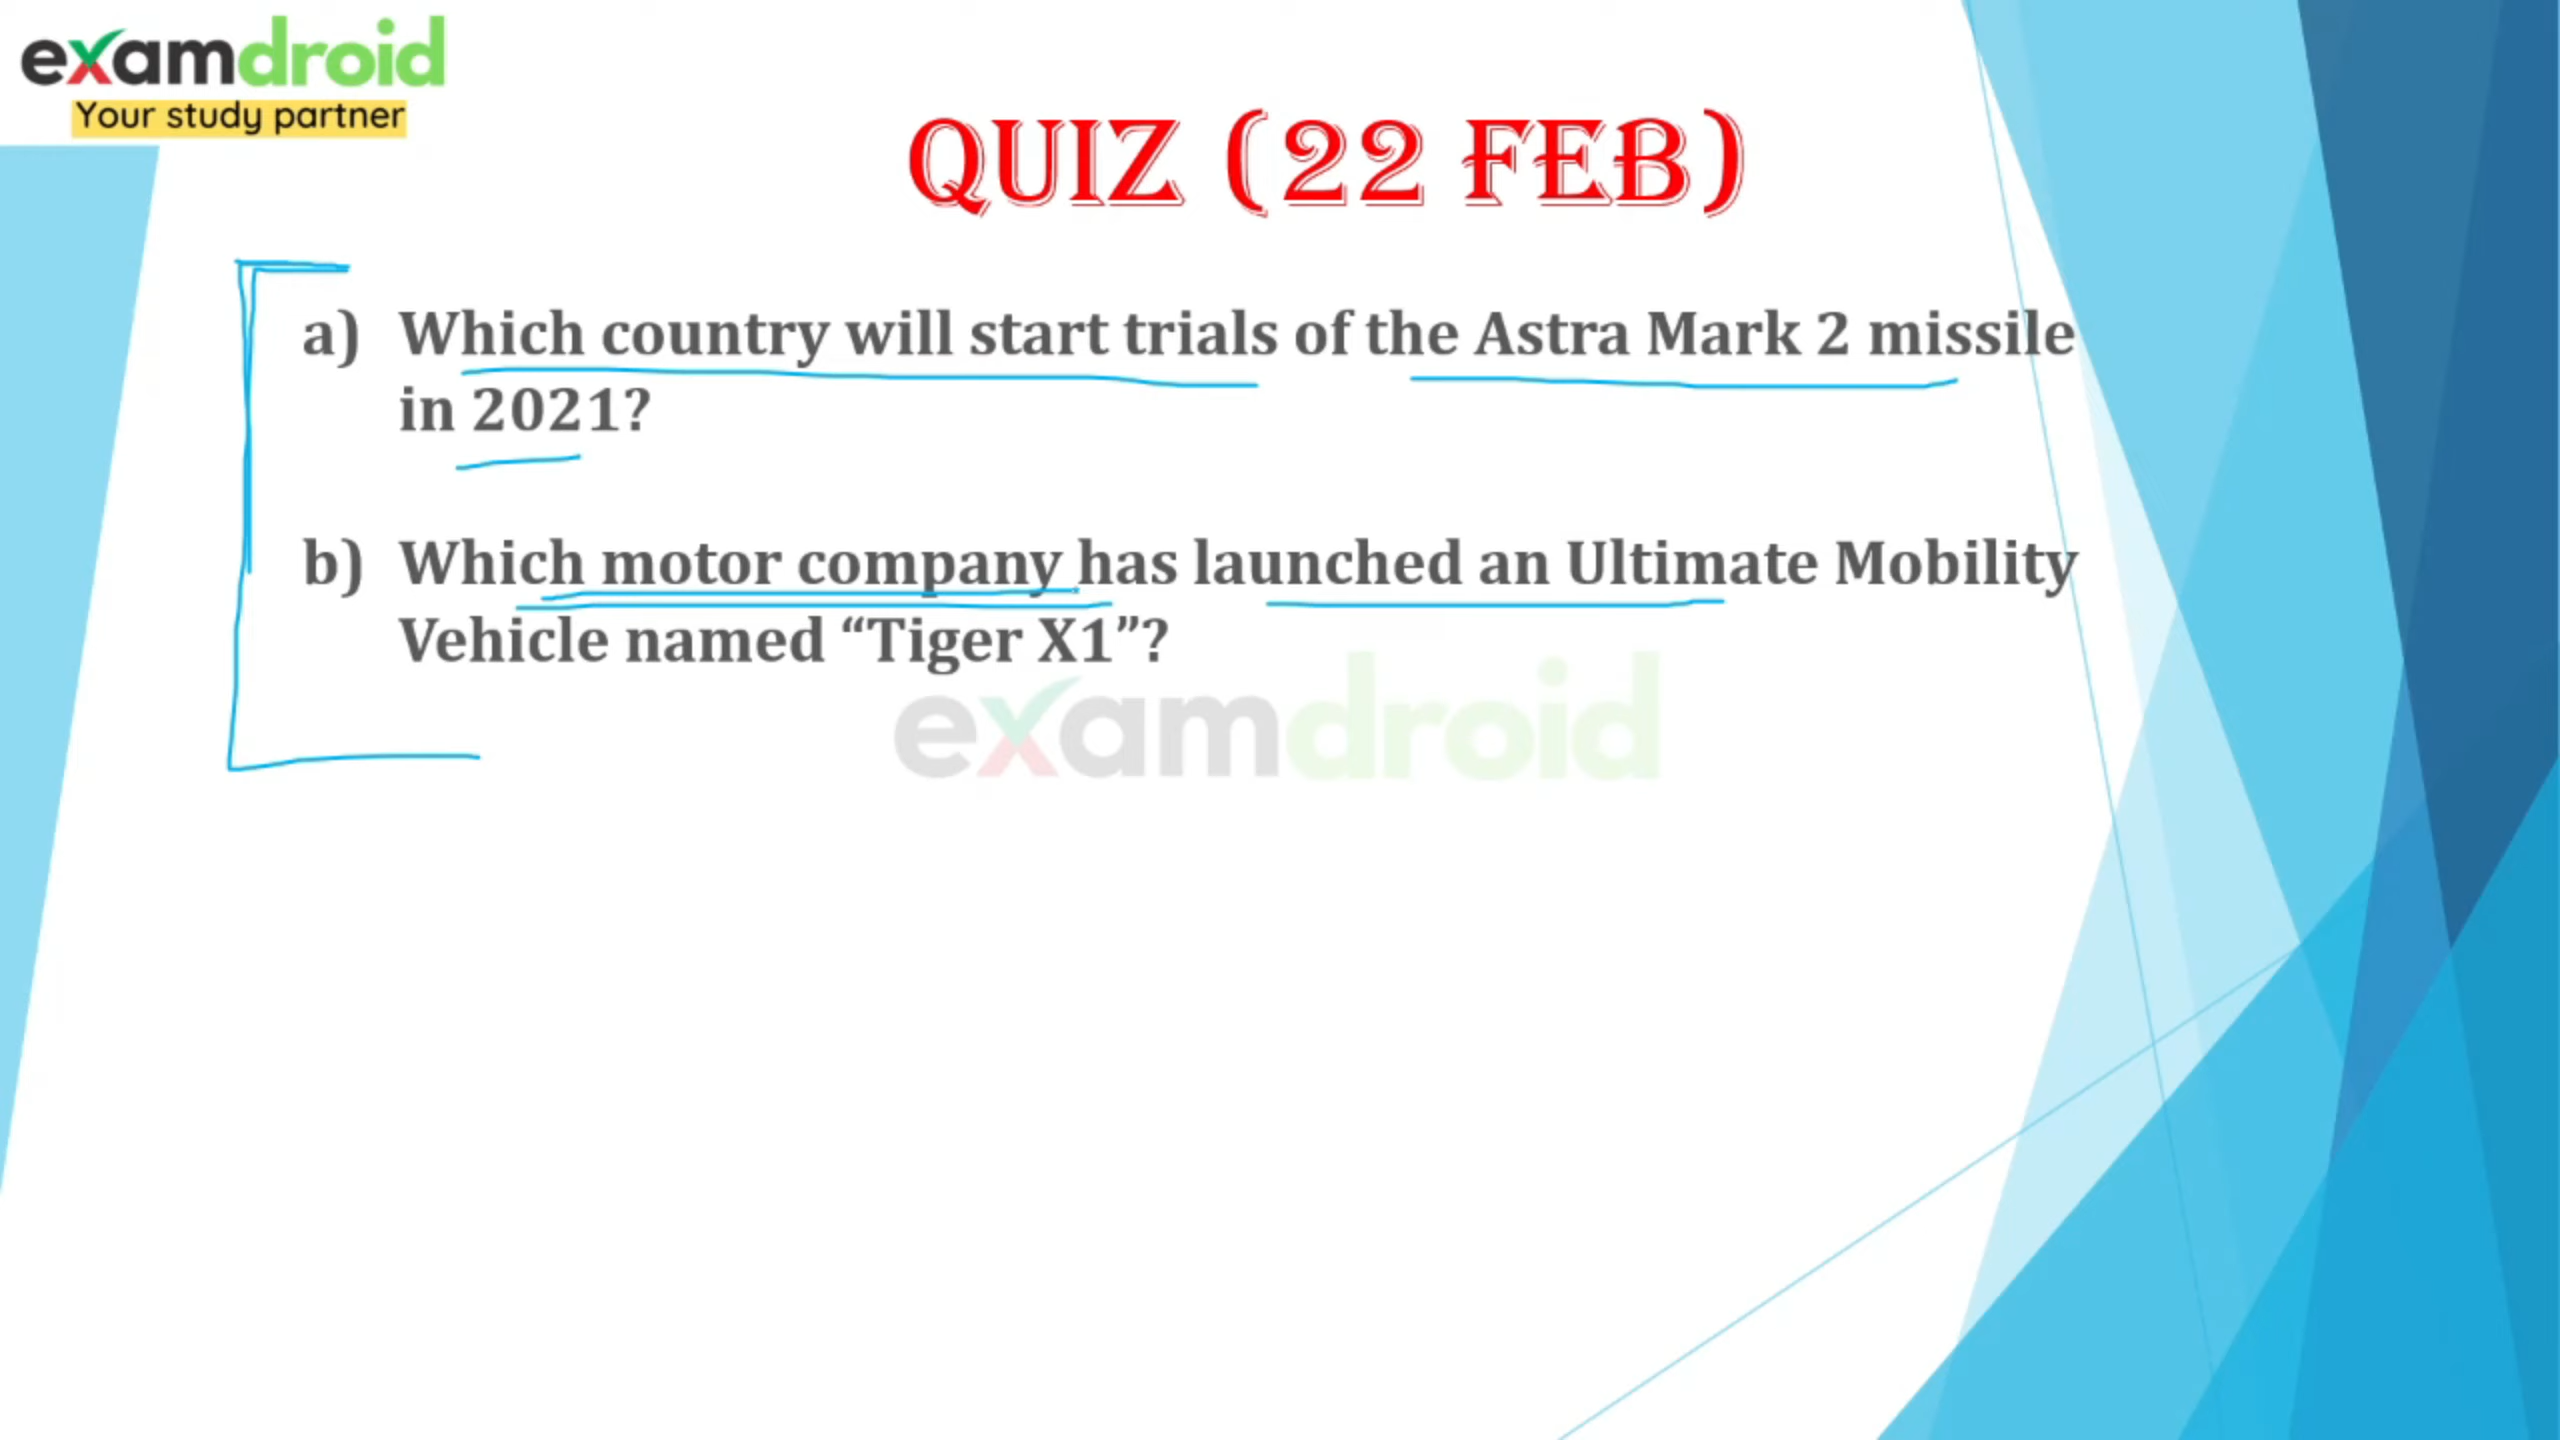 examdroid
Your study partner
QUIZ (22 FEB)
a) Which country will start trials of the Astra Mark 2 missile
in 2021?
b) Which motor company has launched an Ultimate Mobility
Vehicle named “Tiger X1”?
examdroid